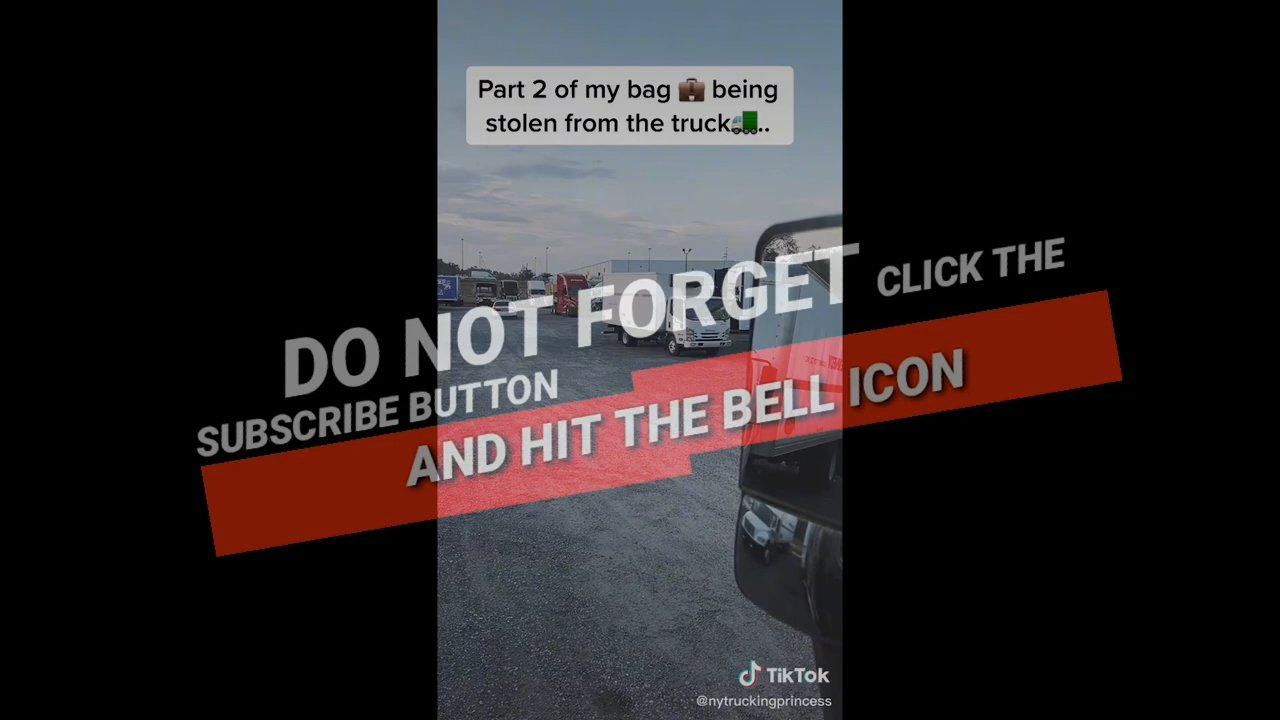 Part 2 of my bag 💼 being
stolen from the truck🚛..
DO NOT FORGET
CLICK THE
SUBSCRIBE BUTTON
AND HIT THE BELL ICON
TikTok
@nytruckingprincess